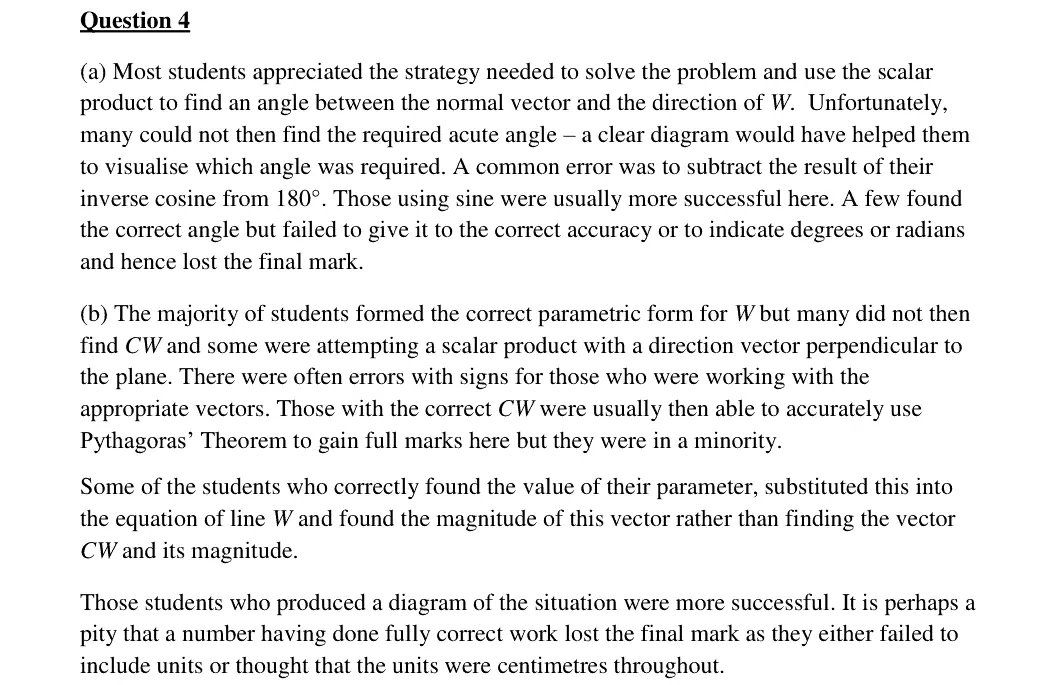 Question 4
(a) Most students appreciated the strategy needed to solve the problem and use the scalar
product to find an angle between the normal vector and the direction of W.  Unfortunately,
many could not then find the required acute angle – a clear diagram would have helped them
to visualise which angle was required. A common error was to subtract the result of their
inverse cosine from 180°. Those using sine were usually more successful here. A few found
the correct angle but failed to give it to the correct accuracy or to indicate degrees or radians
and hence lost the final mark.
(b) The majority of students formed the correct parametric form for W but many did not then
find CW and some were attempting a scalar product with a direction vector perpendicular to
the plane. There were often errors with signs for those who were working with the
appropriate vectors. Those with the correct CW were usually then able to accurately use
Pythagoras’ Theorem to gain full marks here but they were in a minority.
Some of the students who correctly found the value of their parameter, substituted this into
the equation of line W and found the magnitude of this vector rather than finding the vector
CW and its magnitude.
Those students who produced a diagram of the situation were more successful. It is perhaps a
pity that a number having done fully correct work lost the final mark as they either failed to
include units or thought that the units were centimetres throughout.